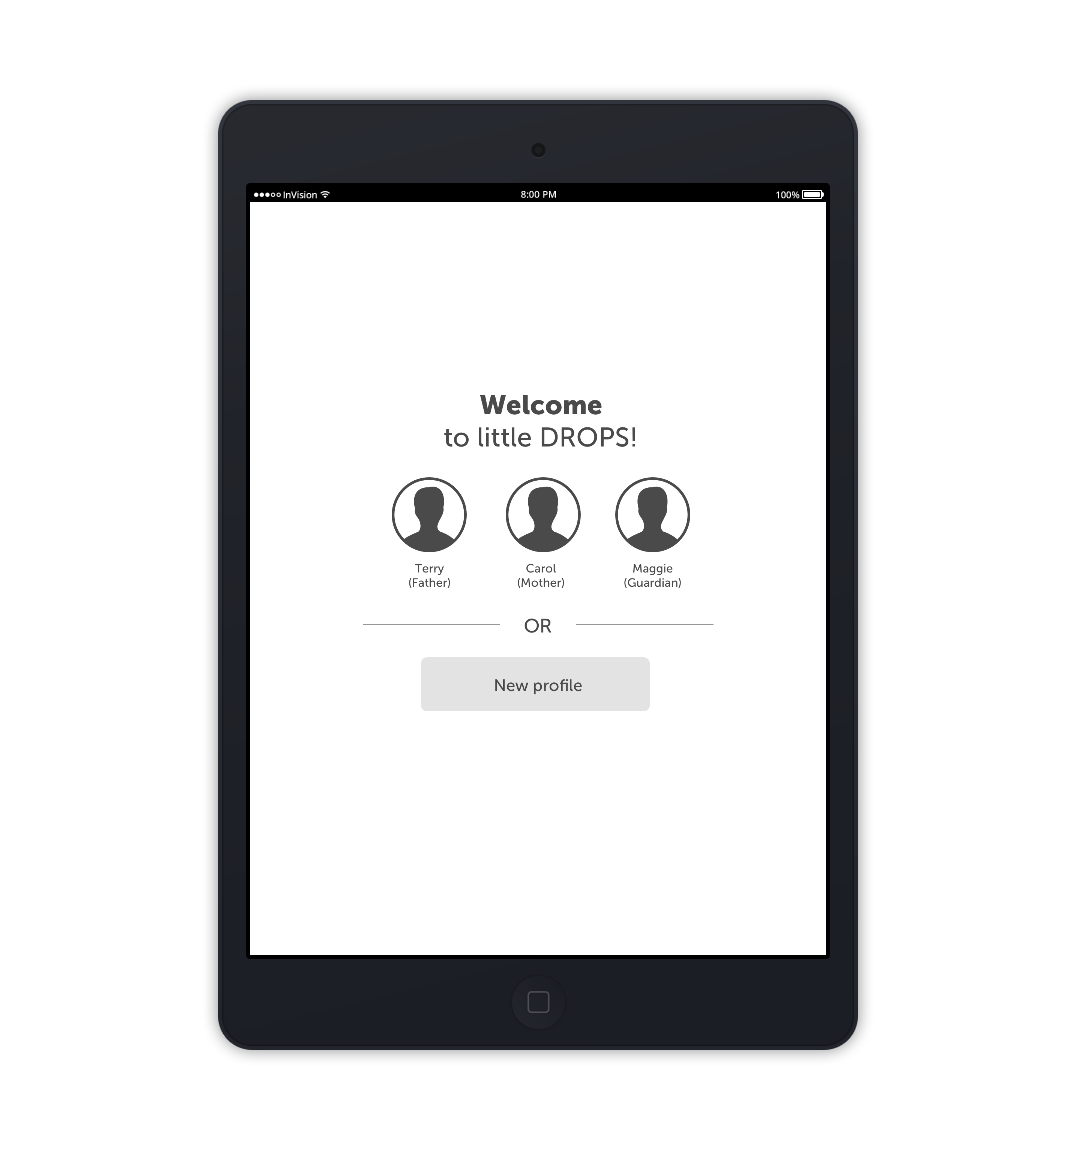 InVision 8:00 PM 100%
Welcome
to little DROPS!
Terry Carol Maggie
(Father) (Mother) (Guardian)
OR
New profile